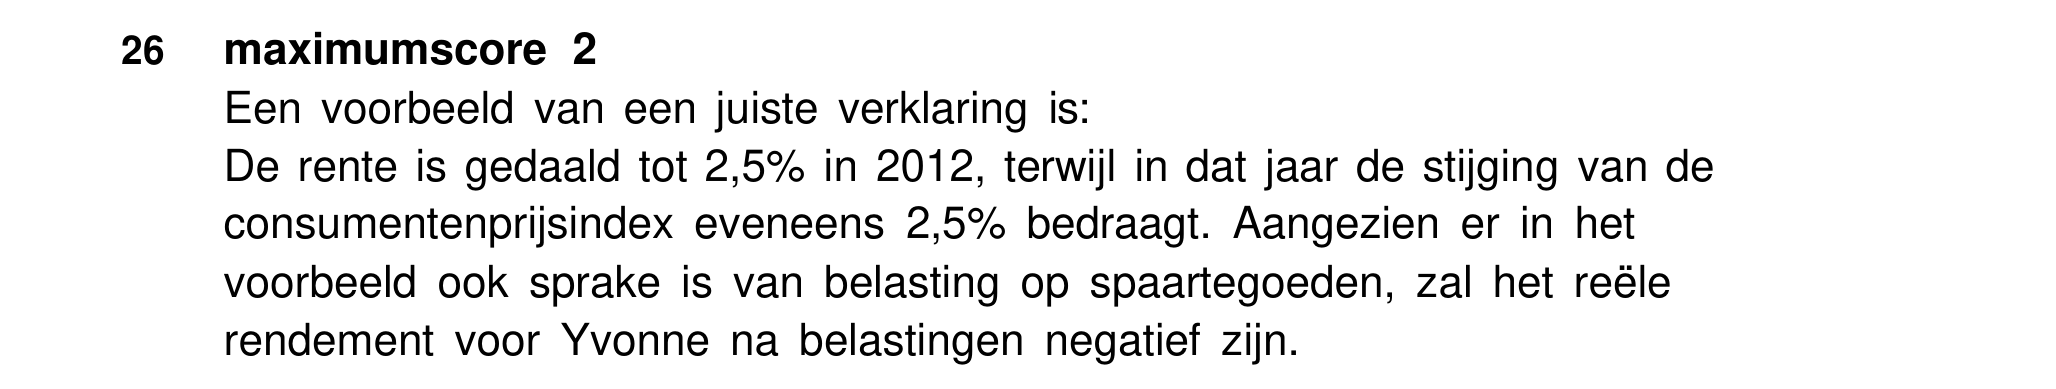 26 maximumscore 2
Een voorbeeld van een juiste verklaring is:
De rente is gedaald tot 2,5% in 2012, terwijl in dat jaar de stijging van de
consumentenprijsindex eveneens 2,5% bedraagt. Aangezien er in het
voorbeeld ook sprake is van belasting op spaartegoeden, zal het reële
rendement voor Yvonne na belastingen negatief zijn.